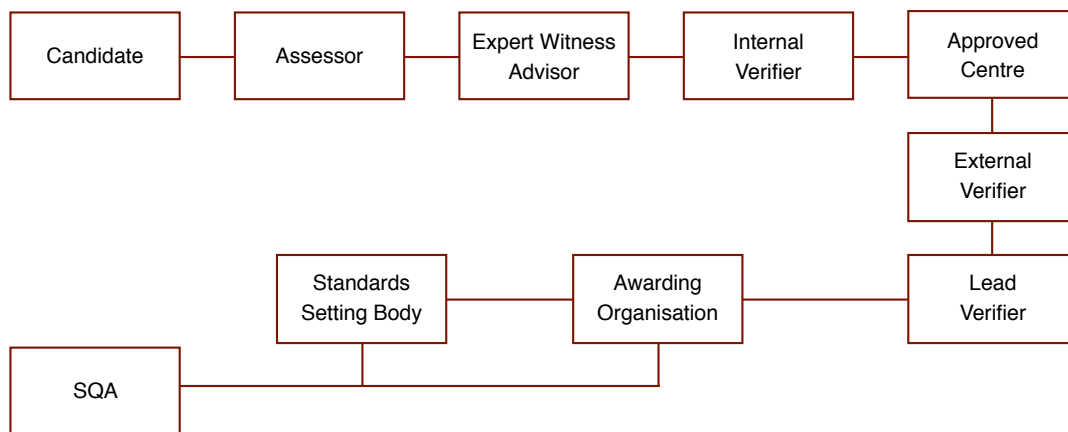 Candidate
Assessor
Expert Witness
Advisor
Internal
Verifier
Approved
Centre
External
Verifier
Standards
Setting Body
Awarding
Organisation
Lead
Verifier
SQA